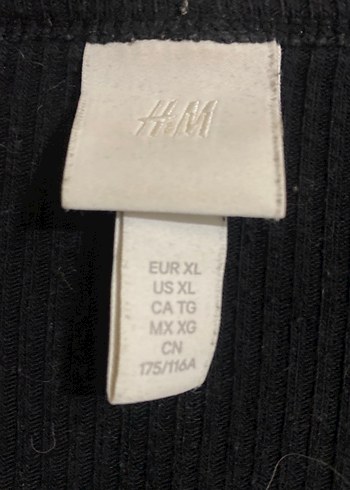 H&M
EUR XL
US XL
CA TG
MX XG
CN
175/116A